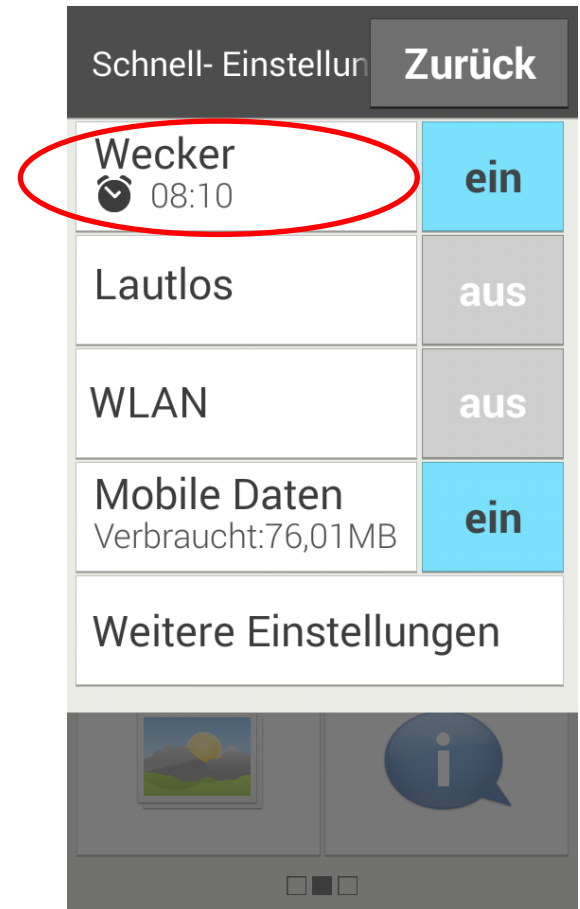 Schnell- Einstellun
Zurück
Wecker
08:10
ein
Lautlos
aus
WLAN
aus
Mobile Daten
Verbraucht:76,01MB
ein
Weitere Einstellungen
i